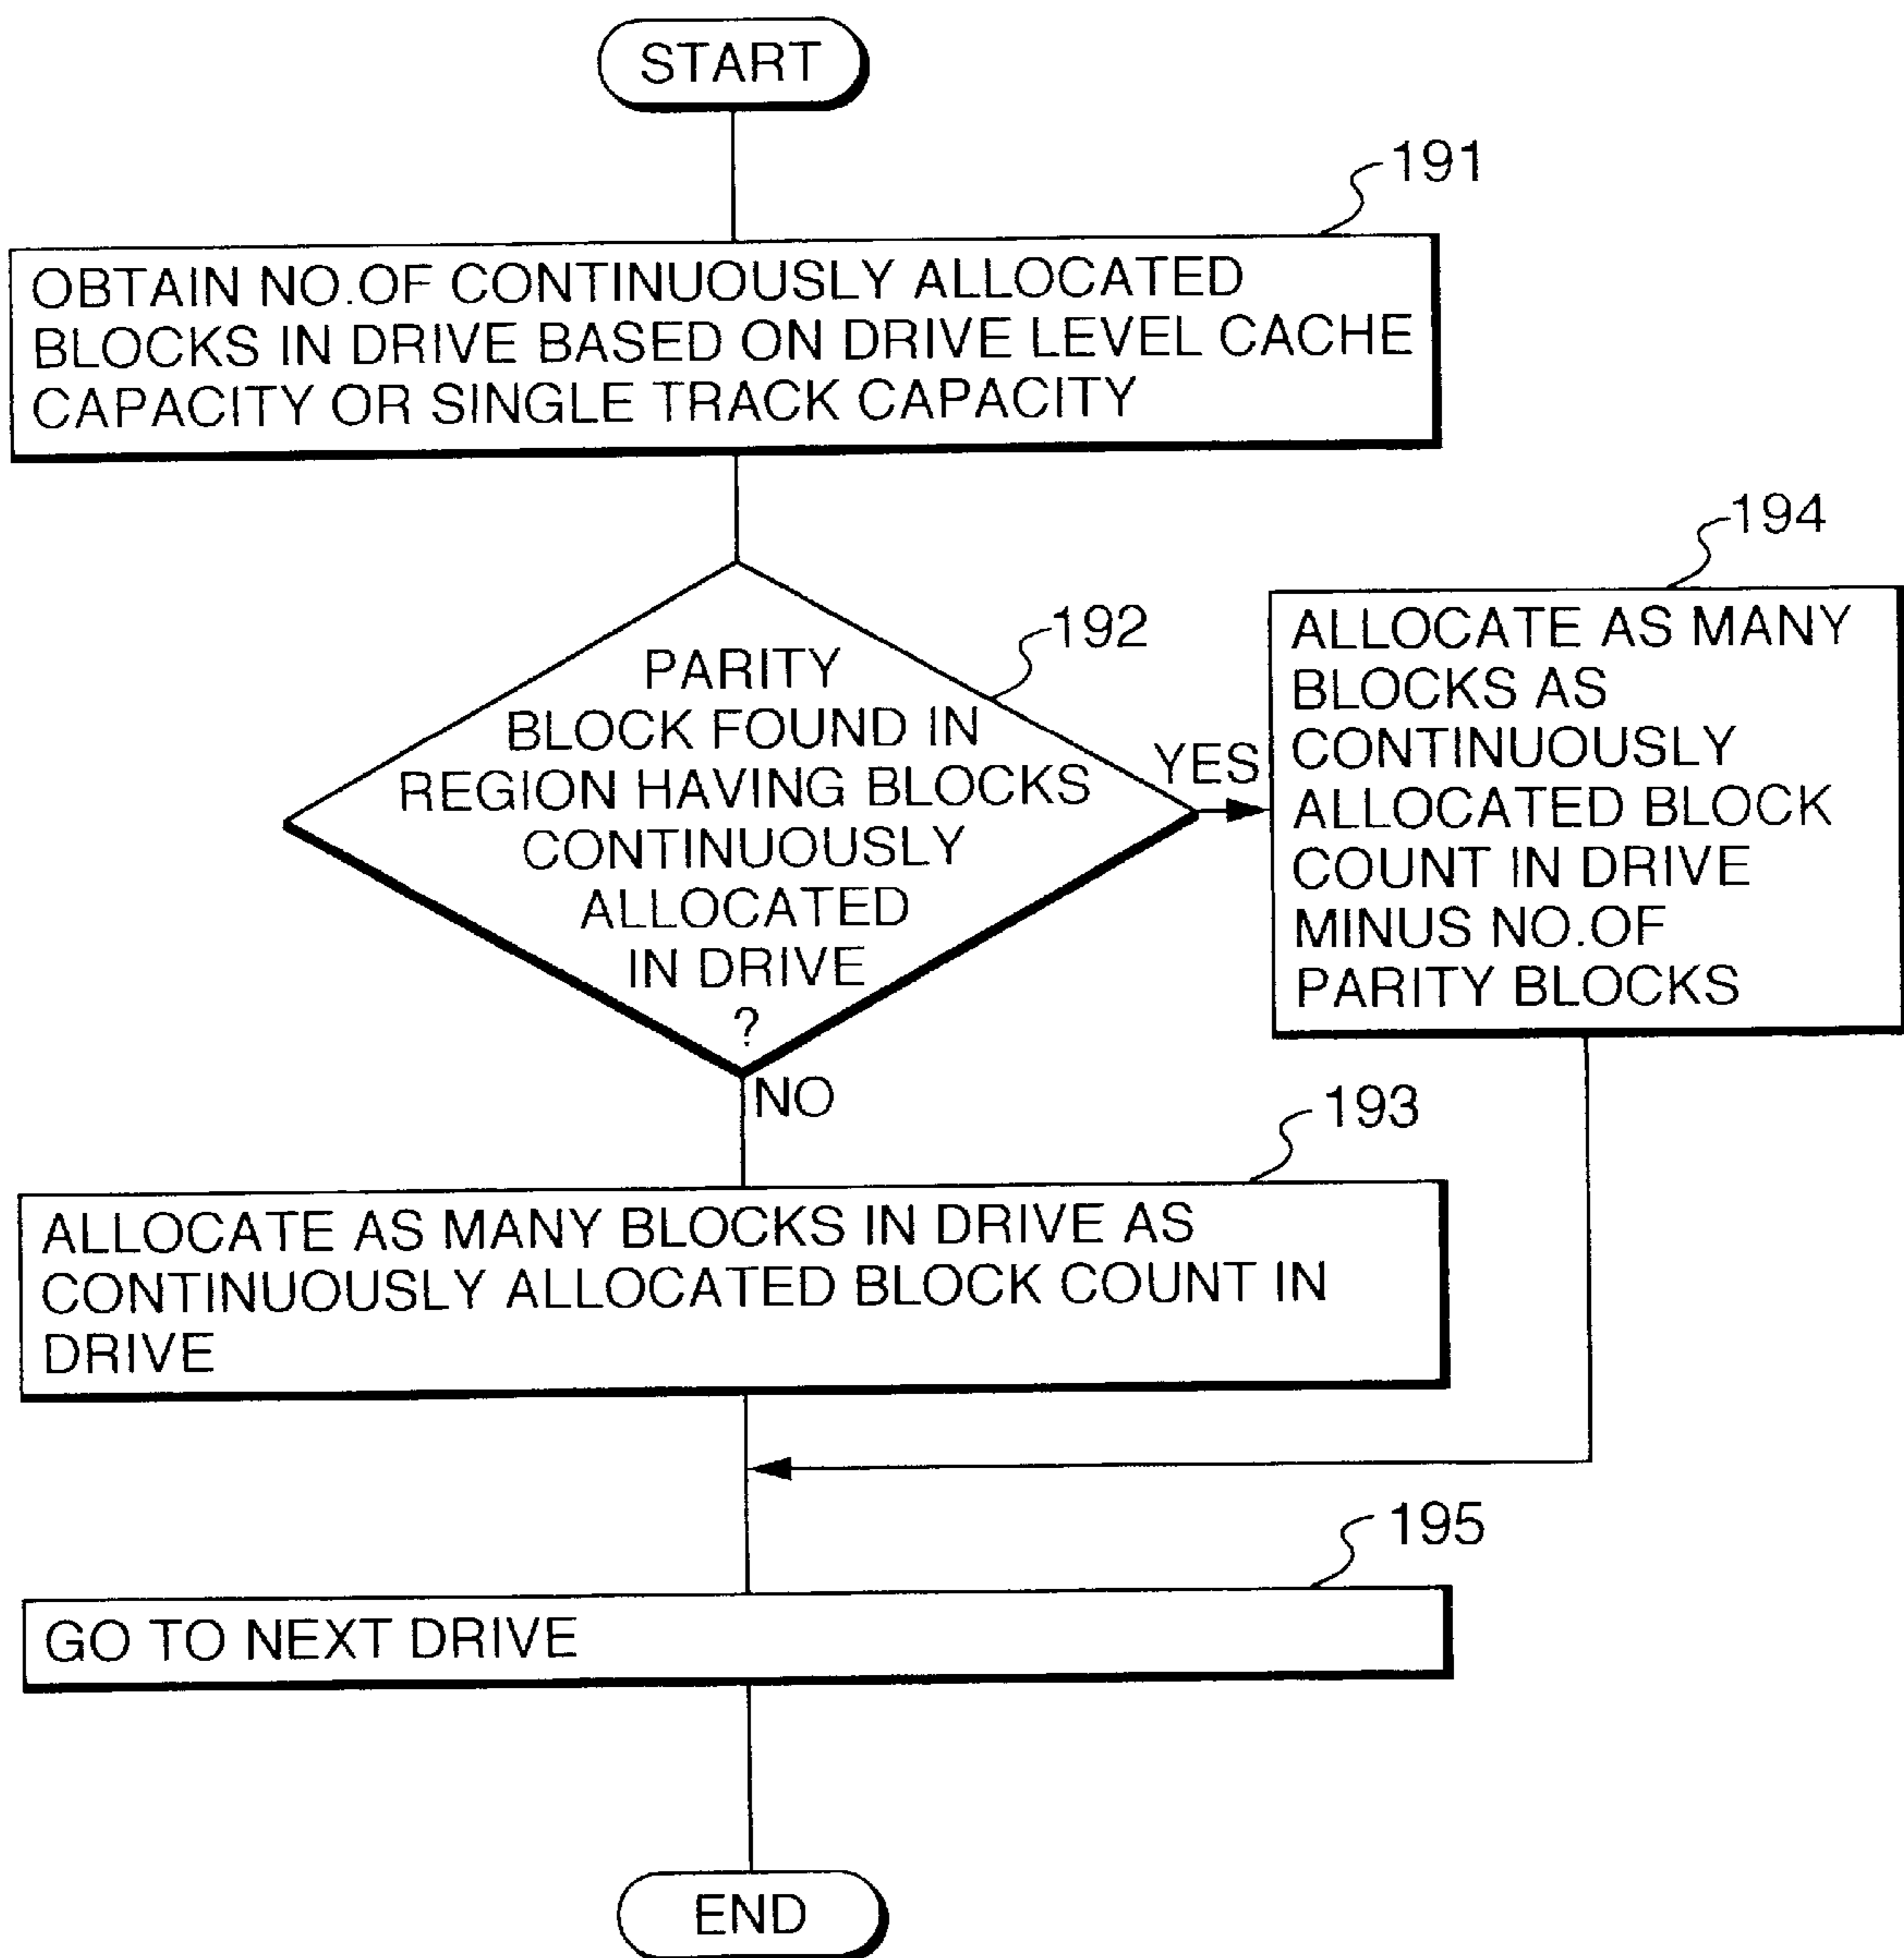 START
191
OBTAIN NO.OF CONTINUOUSLY ALLOCATED
BLOCKS IN DRIVE BASED ON DRIVE LEVEL CACHE
CAPACITY OR SINGLE TRACK CAPACITY
192
PARITY
BLOCK FOUND IN
REGION HAVING BLOCKS
CONTINUOUSLY
ALLOCATED
IN DRIVE
?
YES
194
ALLOCATE AS MANY
BLOCKS AS
CONTINUOUSLY
ALLOCATED BLOCK
COUNT IN DRIVE
MINUS NO.OF
PARITY BLOCKS
NO
193
ALLOCATE AS MANY BLOCKS IN DRIVE AS
CONTINUOUSLY ALLOCATED BLOCK COUNT IN
DRIVE
195
GO TO NEXT DRIVE
END